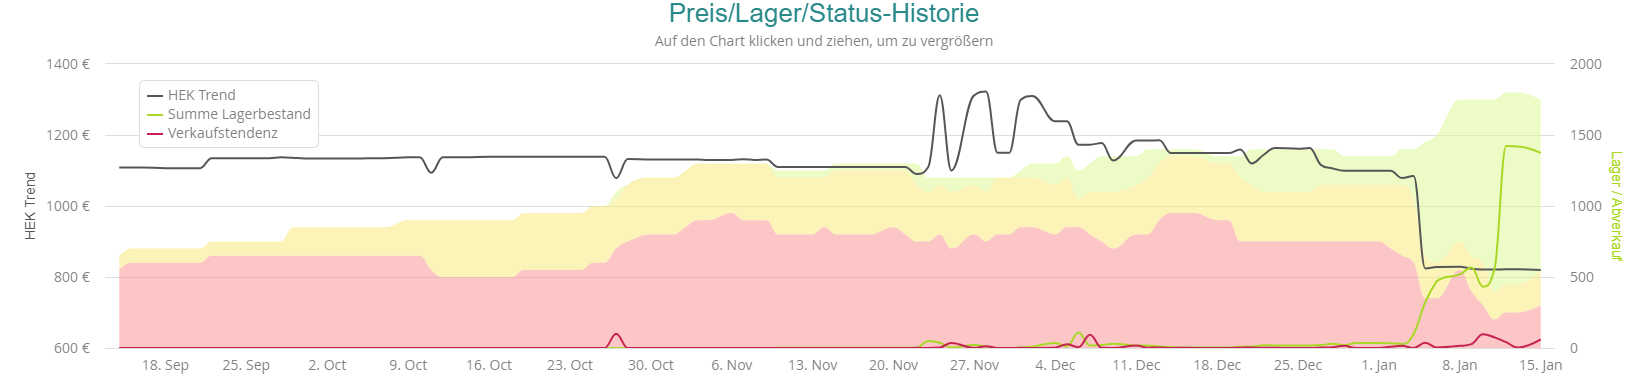 Preis/Lager/Status-Historie
Auf den Chart klicken und ziehen, um zu vergrößern
1400 €
1200 €
1000 €
800 €
600 €
HEK Trend
HEK Trend
Summe Lagerbestand
Verkaufstendenz
2000
1500
1000
500
0
Lager / Abverkauf
18. Sep 25. Sep 2. Oct 9. Oct 16. Oct 23. Oct 30. Oct 6. Nov 13. Nov 20. Nov 27. Nov 4. Dec 11. Dec 18. Dec 25. Dec 1. Jan 8. Jan 15. Jan